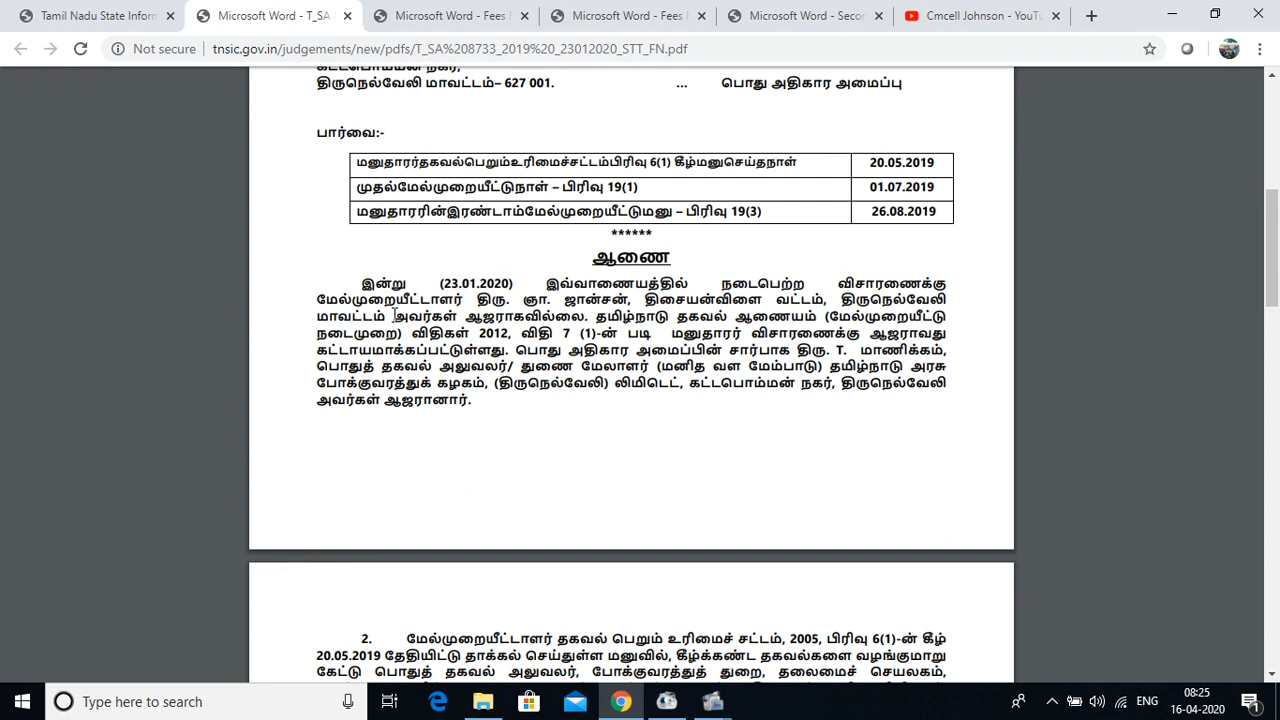 Tamil Nadu State Inform
Microsoft Word - T_SA
Microsoft Word - Fees F
Microsoft Word - Fees F
Microsoft Word - Secor
Cmcell Johnson - YouTu
Not secure
tnsic.gov.in/judgements/new/pdfs/T_SA%208733_2019%20_23012020_STT_FN.pdf
திருநெல்வேலி மாவட்டம்– 627 001. ... பொது அதிகார அமைப்பு
பார்வை:-
மனுதாரர்தகவல்பெறும்உரிமைச்சட்டம்பிரிவு 6(1) கீழ்மனுசெய்தநாள் 20.05.2019
முதல்மேல்முறையீட்டுநாள் – பிரிவு 19(1) 01.07.2019
மனுதாரரின்இரண்டாம்மேல்முறையீட்டுமனு – பிரிவு 19(3) 26.08.2019
******
ஆணை
இன்று (23.01.2020) இவ்வாணையத்தில் நடைபெற்ற விசாரணைக்கு
மேல்முறையீட்டாளர் திரு. ஞா. ஜான்சன், திசையன்விளை வட்டம், திருநெல்வேலி
மாவட்டம் அவர்கள் ஆஜராகவில்லை. தமிழ்நாடு தகவல் ஆணையம் (மேல்முறையீட்டு
நடைமுறை) விதிகள் 2012, விதி 7 (1)-ன் படி மனுதாரர் விசாரணைக்கு ஆஜராவது
கட்டாயமாக்கப்பட்டுள்ளது. பொது அதிகார அமைப்பின் சார்பாக திரு. T. மாணிக்கம்,
பொதுத் தகவல் அலுவலர்/ துணை மேலாளர் (மனித வள மேம்பாடு) தமிழ்நாடு அரசு
போக்குவரத்துக் கழகம், (திருநெல்வேலி) லிமிடெட், கட்டபொம்மன் நகர், திருநெல்வேலி
அவர்கள் ஆஜரானார்.
2. மேல்முறையீட்டாளர் தகவல் பெறும் உரிமைச் சட்டம், 2005, பிரிவு 6(1)-ன் கீழ்
20.05.2019 தேதியிட்டு தாக்கல் செய்துள்ள மனுவில், கீழ்க்கண்ட தகவல்களை வழங்குமாறு
கேட்டு பொதுத் தகவல் அலுவலர், போக்குவரத்துத் துறை, தலைமைச் செயலகம்,
Type here to search
ENG
08:25
16-04-2020
1